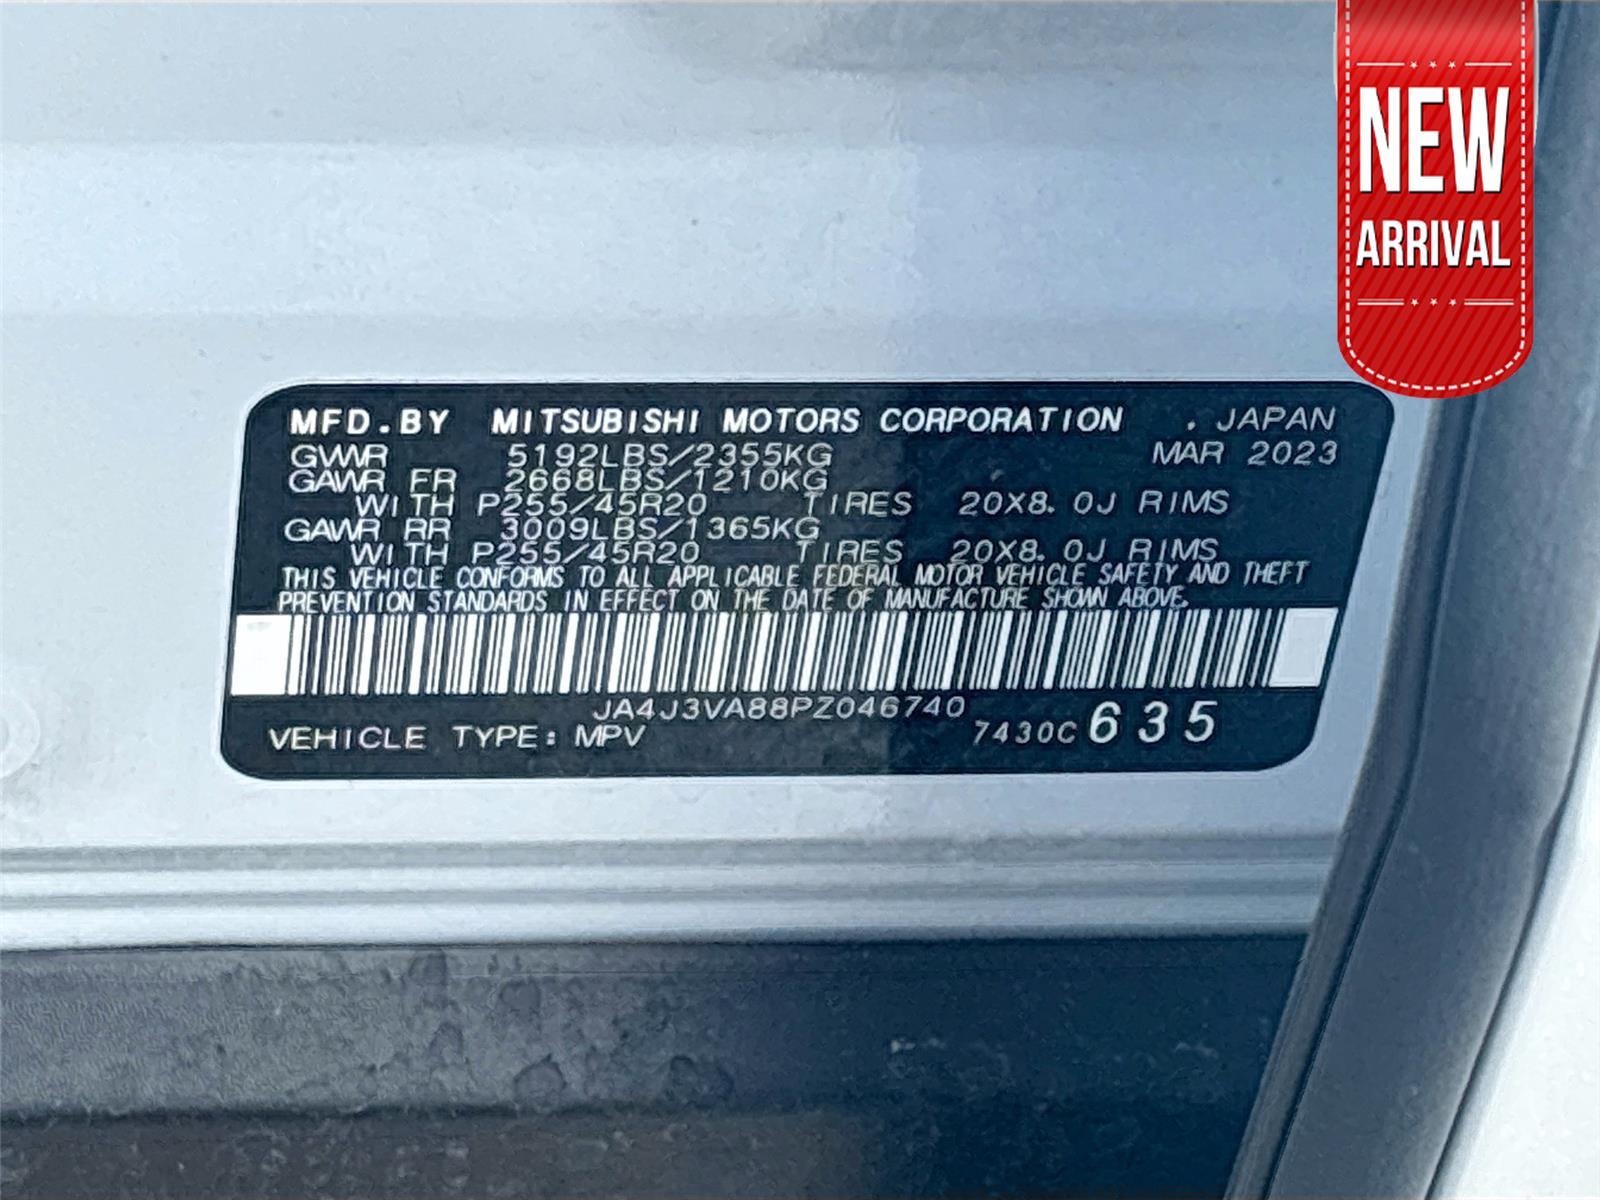 NEW
ARRIVAL
MFD.BY MITSUBISHI MOTORS CORPORATION . JAPAN
GVWR 5192LBS/2355KG MAR 2023
GAWR FR 2668LBS/1210KG
WITH P255/45R20 TIRES 20X8.0J RIMS
GAWR RR 3009LBS/1365KG
WITH P255/45R20 TIRES 20X8.0J RIMS
THIS VEHICLE CONFORMS TO ALL APPLICABLE FEDERAL MOTOR VEHICLE SAFETY AND THEFT
PREVENTION STANDARDS IN EFFECT ON THE DATE OF MANUFACTURE SHOWN ABOVE.
JA4J3VA88PZ046740
VEHICLE TYPE: MPV 7430C 635